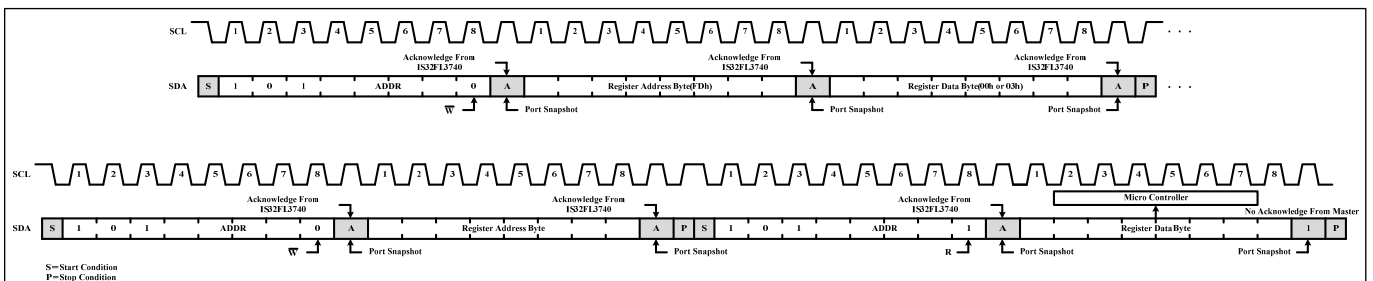 SCL 1 2 3 4 5 6 7 8 1 2 3 4 5 6 7 8 1 2 3 4 5 6 7 8 . . .
Acknowledge From IS32FL3740
Acknowledge From IS32FL3740
Acknowledge From IS32FL3740
SDA S 1 0 1 ADDR 0 A Register Address Byte(FDh) A Register Data Byte(00h or 03h) A P . . .
W Port Snapshot Port Snapshot Port Snapshot
SCL 1 2 3 4 5 6 7 8 1 2 3 4 5 6 7 8 1 2 3 4 5 6 7 8 1 2 3 4 5 6 7 8
Micro Controller
Acknowledge From IS32FL3740
Acknowledge From IS32FL3740
Acknowledge From IS32FL3740
No Acknowledge From Master
SDA S 1 0 1 ADDR 0 A Register Address Byte A P S 1 0 1 ADDR 1 A Register Data Byte 1 P
W Port Snapshot Port Snapshot R Port Snapshot Port Snapshot
S=Start Condition
P=Stop Condition